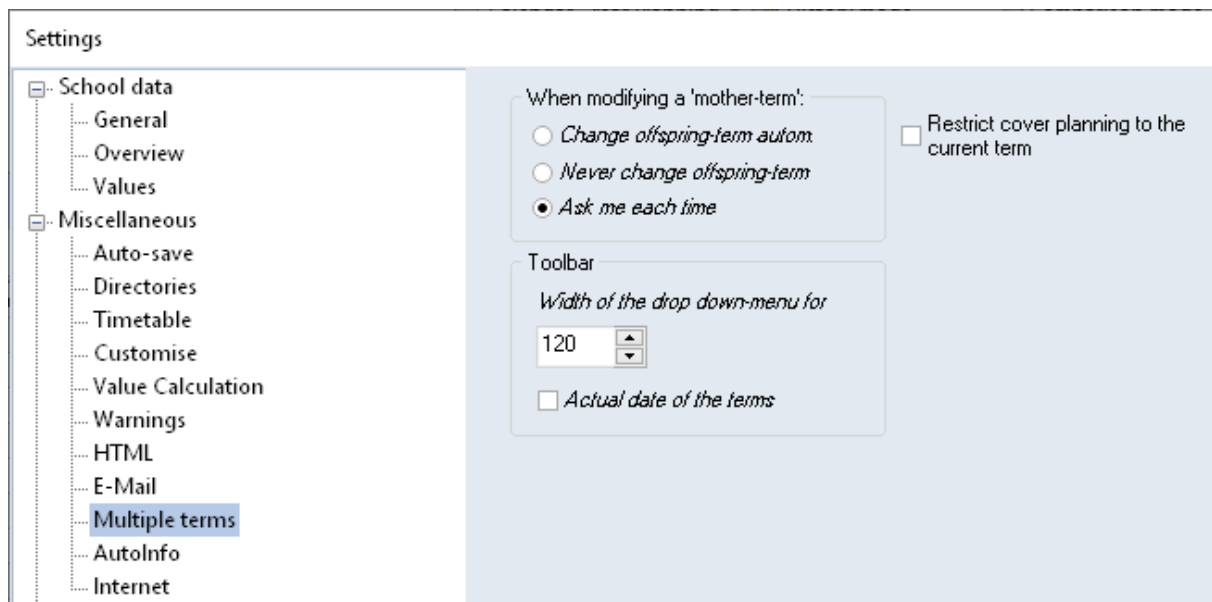 Settings
School data
General
Overview
Values
Miscellaneous
Auto-save
Directories
Timetable
Customise
Value Calculation
Warnings
HTML
E-Mail
Multiple terms
AutoInfo
Internet
When modifying a 'mother-term':
Change offspring-term autom.
Never change offspring-term
Ask me each time
Restrict cover planning to the
current term
Toolbar
Width of the drop down-menu for
120
Actual date of the terms